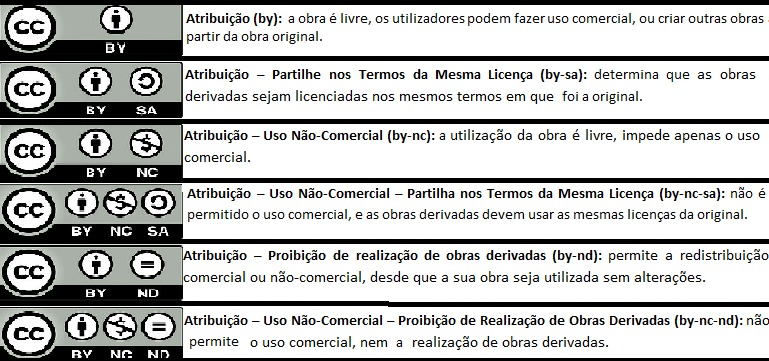 CC BY
Atribuição (by): a obra é livre, os utilizadores podem fazer uso comercial, ou criar outras obras a
partir da obra original.
CC BY SA
Atribuição – Partilhe nos Termos da Mesma Licença (by-sa): determina que as obras
derivadas sejam licenciadas nos mesmos termos em que foi a original.
CC BY NC
Atribuição – Uso Não-Comercial (by-nc): a utilização da obra é livre, impede apenas o uso
comercial.
CC BY NC SA
Atribuição – Uso Não-Comercial – Partilha nos Termos da Mesma Licença (by-nc-sa): não é
permitido o uso comercial, e as obras derivadas devem usar as mesmas licenças da original.
CC BY ND
Atribuição – Proibição de realização de obras derivadas (by-nd): permite a redistribuição
comercial ou não-comercial, desde que a sua obra seja utilizada sem alterações.
CC BY NC ND
Atribuição – Uso Não-Comercial – Proibição de Realização de Obras Derivadas (by-nc-nd): não
permite o uso comercial, nem a realização de obras derivadas.